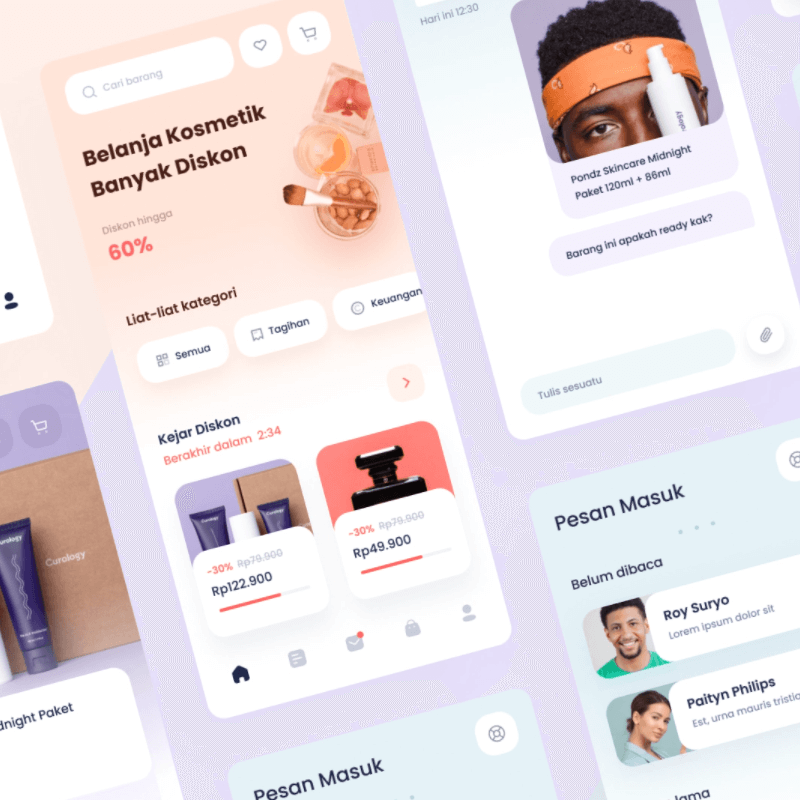 Cari barang
Belanja Kosmetik
Banyak Diskon
Diskon hingga
60%
Liat-liat kategori
Semua
Tagihan
Keuangan
Kejar Diskon
Berakhir dalam 2:34
Curology
Curology
-30% Rp79.900
Rp122.900
-30% Rp79.900
Rp49.900
Hari ini 12:30
Pondz Skincare Midnight
Paket 120ml + 86ml
Barang ini apakah ready kak?
Tulis sesuatu
Curology
Paket
Pesan Masuk
Belum dibaca
Roy Suryo
Lorem ipsum dolor sit
Paityn Philips
Est, urna mauris tristiq
Pesan Masuk